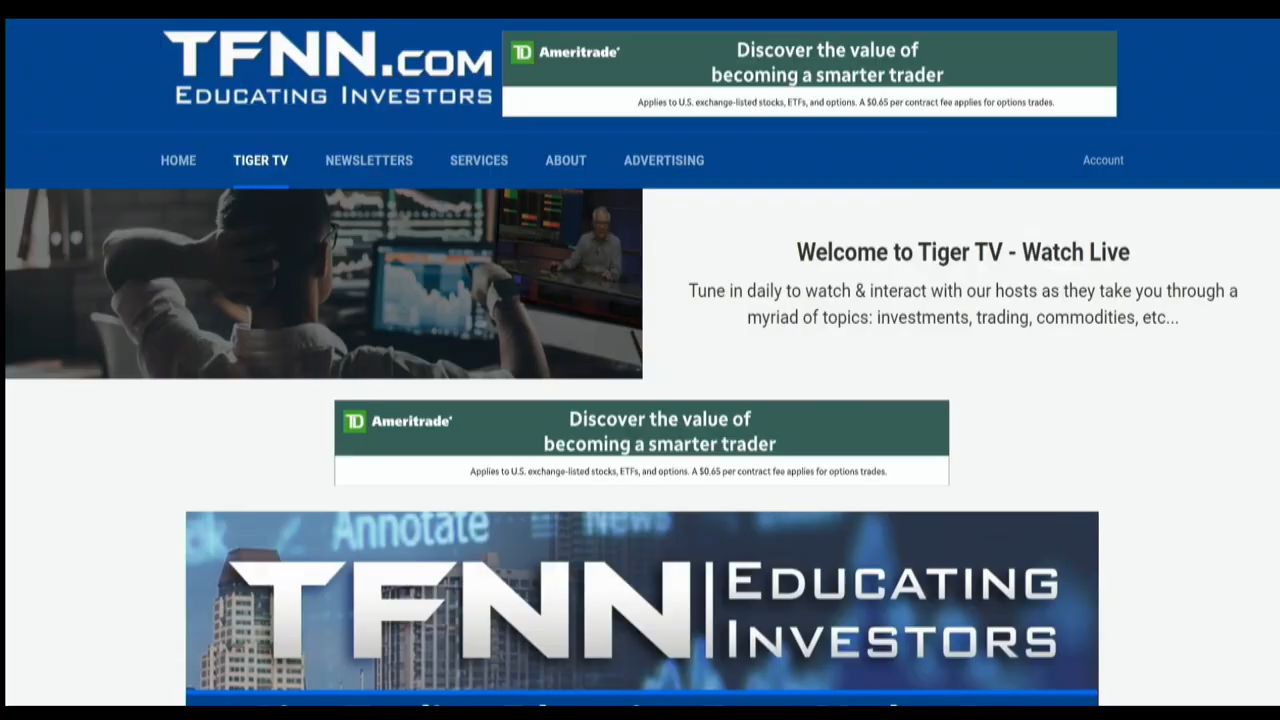 TFNN.COM
EDUCATING INVESTORS
TD Ameritrade
Discover the value of
becoming a smarter trader
Applies to U.S. exchange-listed stocks, ETFs, and options. A $0.65 per contract fee applies for options trades.
HOME TIGER TV NEWSLETTERS SERVICES ABOUT ADVERTISING Account
Welcome to Tiger TV - Watch Live
Tune in daily to watch & interact with our hosts as they take you through a
myriad of topics: investments, trading, commodities, etc...
TD Ameritrade
Discover the value of
becoming a smarter trader
Applies to U.S. exchange-listed stocks, ETFs, and options. A $0.65 per contract fee applies for options trades.
Annotate News
TFNN EDUCATING
INVESTORS